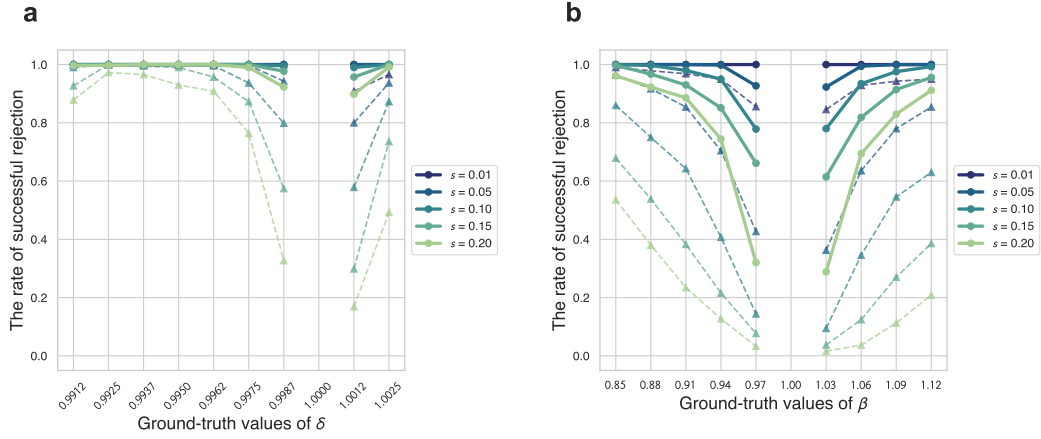 a
The rate of successful rejection
1.0
0.8
0.6
0.4
0.2
0.0
0.9912
0.9925
0.9937
0.9950
0.9962
0.9975
0.9987
1.0000
1.0012
1.0025
Ground-truth values of δ
s = 0.01
s = 0.05
s = 0.10
s = 0.15
s = 0.20
b
The rate of successful rejection
1.0
0.8
0.6
0.4
0.2
0.0
0.85
0.88
0.91
0.94
0.97
1.00
1.03
1.06
1.09
1.12
Ground-truth values of β
s = 0.01
s = 0.05
s = 0.10
s = 0.15
s = 0.20